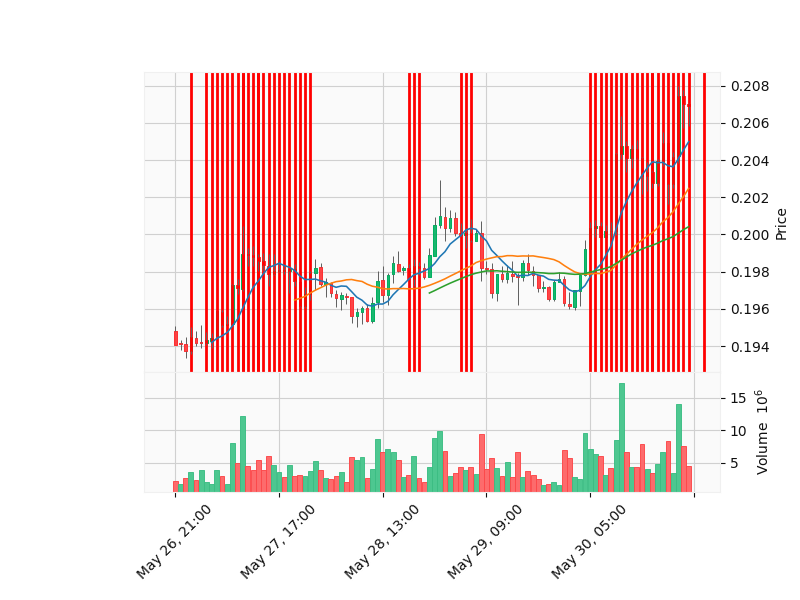 0.208
0.206
0.204
0.202
0.200
0.198
0.196
0.194
Price
15
10
5
Volume 10⁶
May 26, 21:00
May 27, 17:00
May 28, 13:00
May 29, 09:00
May 30, 05:00